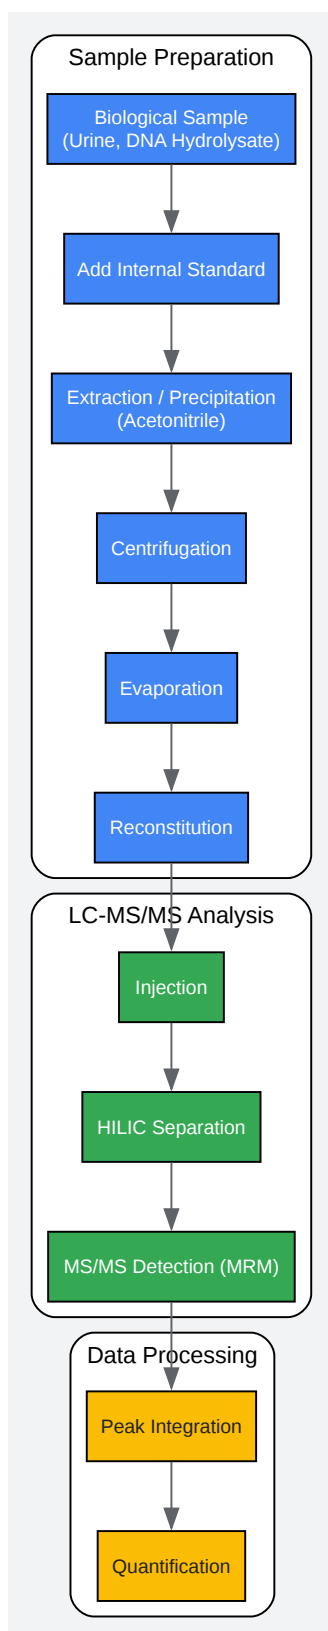 Sample Preparation
Biological Sample
(Urine, DNA Hydrolysate)
Add Internal Standard
Extraction / Precipitation
(Acetonitrile)
Centrifugation
Evaporation
Reconstitution
LC-MS/MS Analysis
Injection
HILIC Separation
MS/MS Detection (MRM)
Data Processing
Peak Integration
Quantification